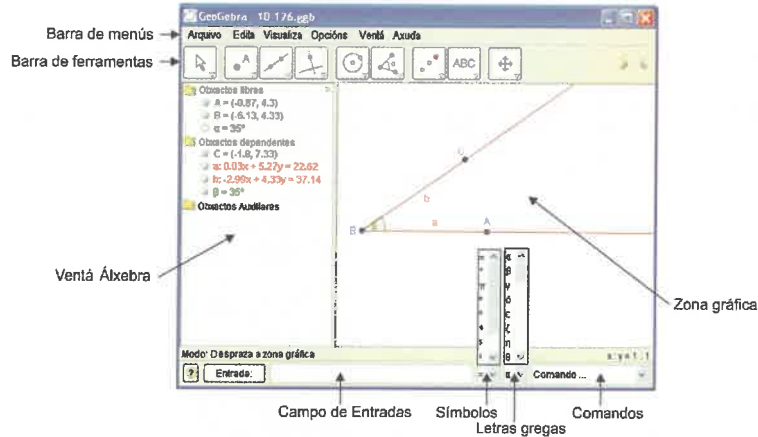 GeoGebra 1D 176.ggb
Barra de menús
Arquivo Edita Visualiza Opcións Ventá Axuda
Barra de ferramentas
A
ABC
Obxectos libres
A = (-0.87, 4.3)
B = (-6.13, 4.33)
α = 35°
Obxectos dependentes
C = (-1.8, 7.33)
a: 0.03x + 5.27y = 22.62
b: -2.99x + 4.33y = 37.14
β = 35°
Obxectos Auxiliares
C
b
B
a
A
Ventá Álxebra
Zona gráfica
α
β
γ
δ
ε
ζ
η
θ
Modo: Despraza a zona gráfica
x : y = 1 : 1
? Entrada:
α
Comando ...
Campo de Entradas
Símbolos
Letras gregas
Comandos